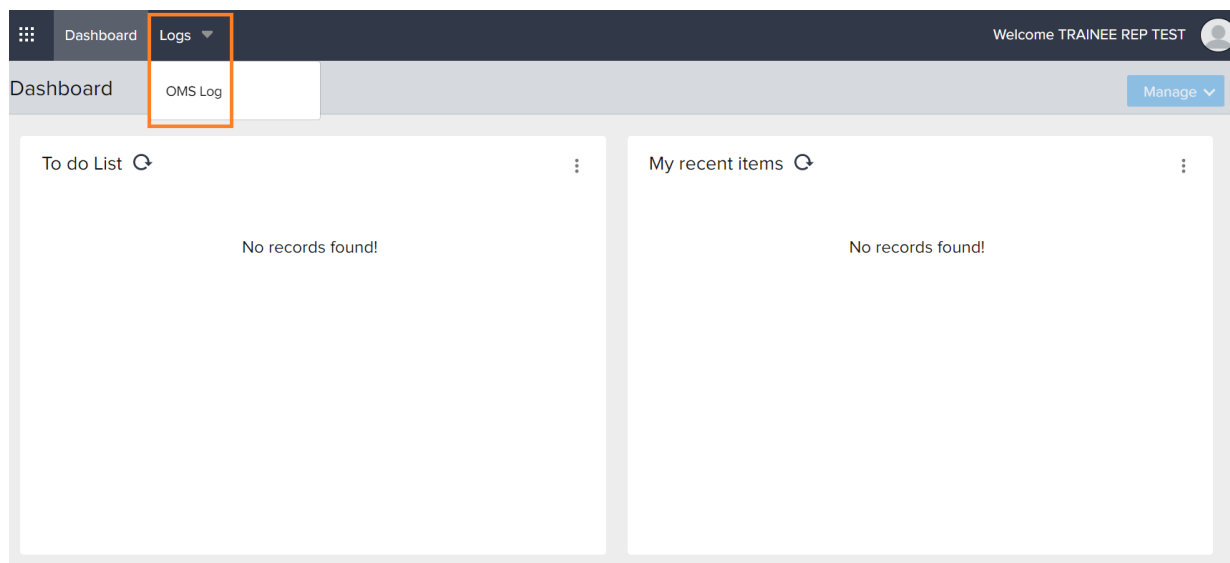 Dashboard Logs Welcome TRAINEE REP TEST
Dashboard OMS Log Manage
To do List My recent items
No records found! No records found!